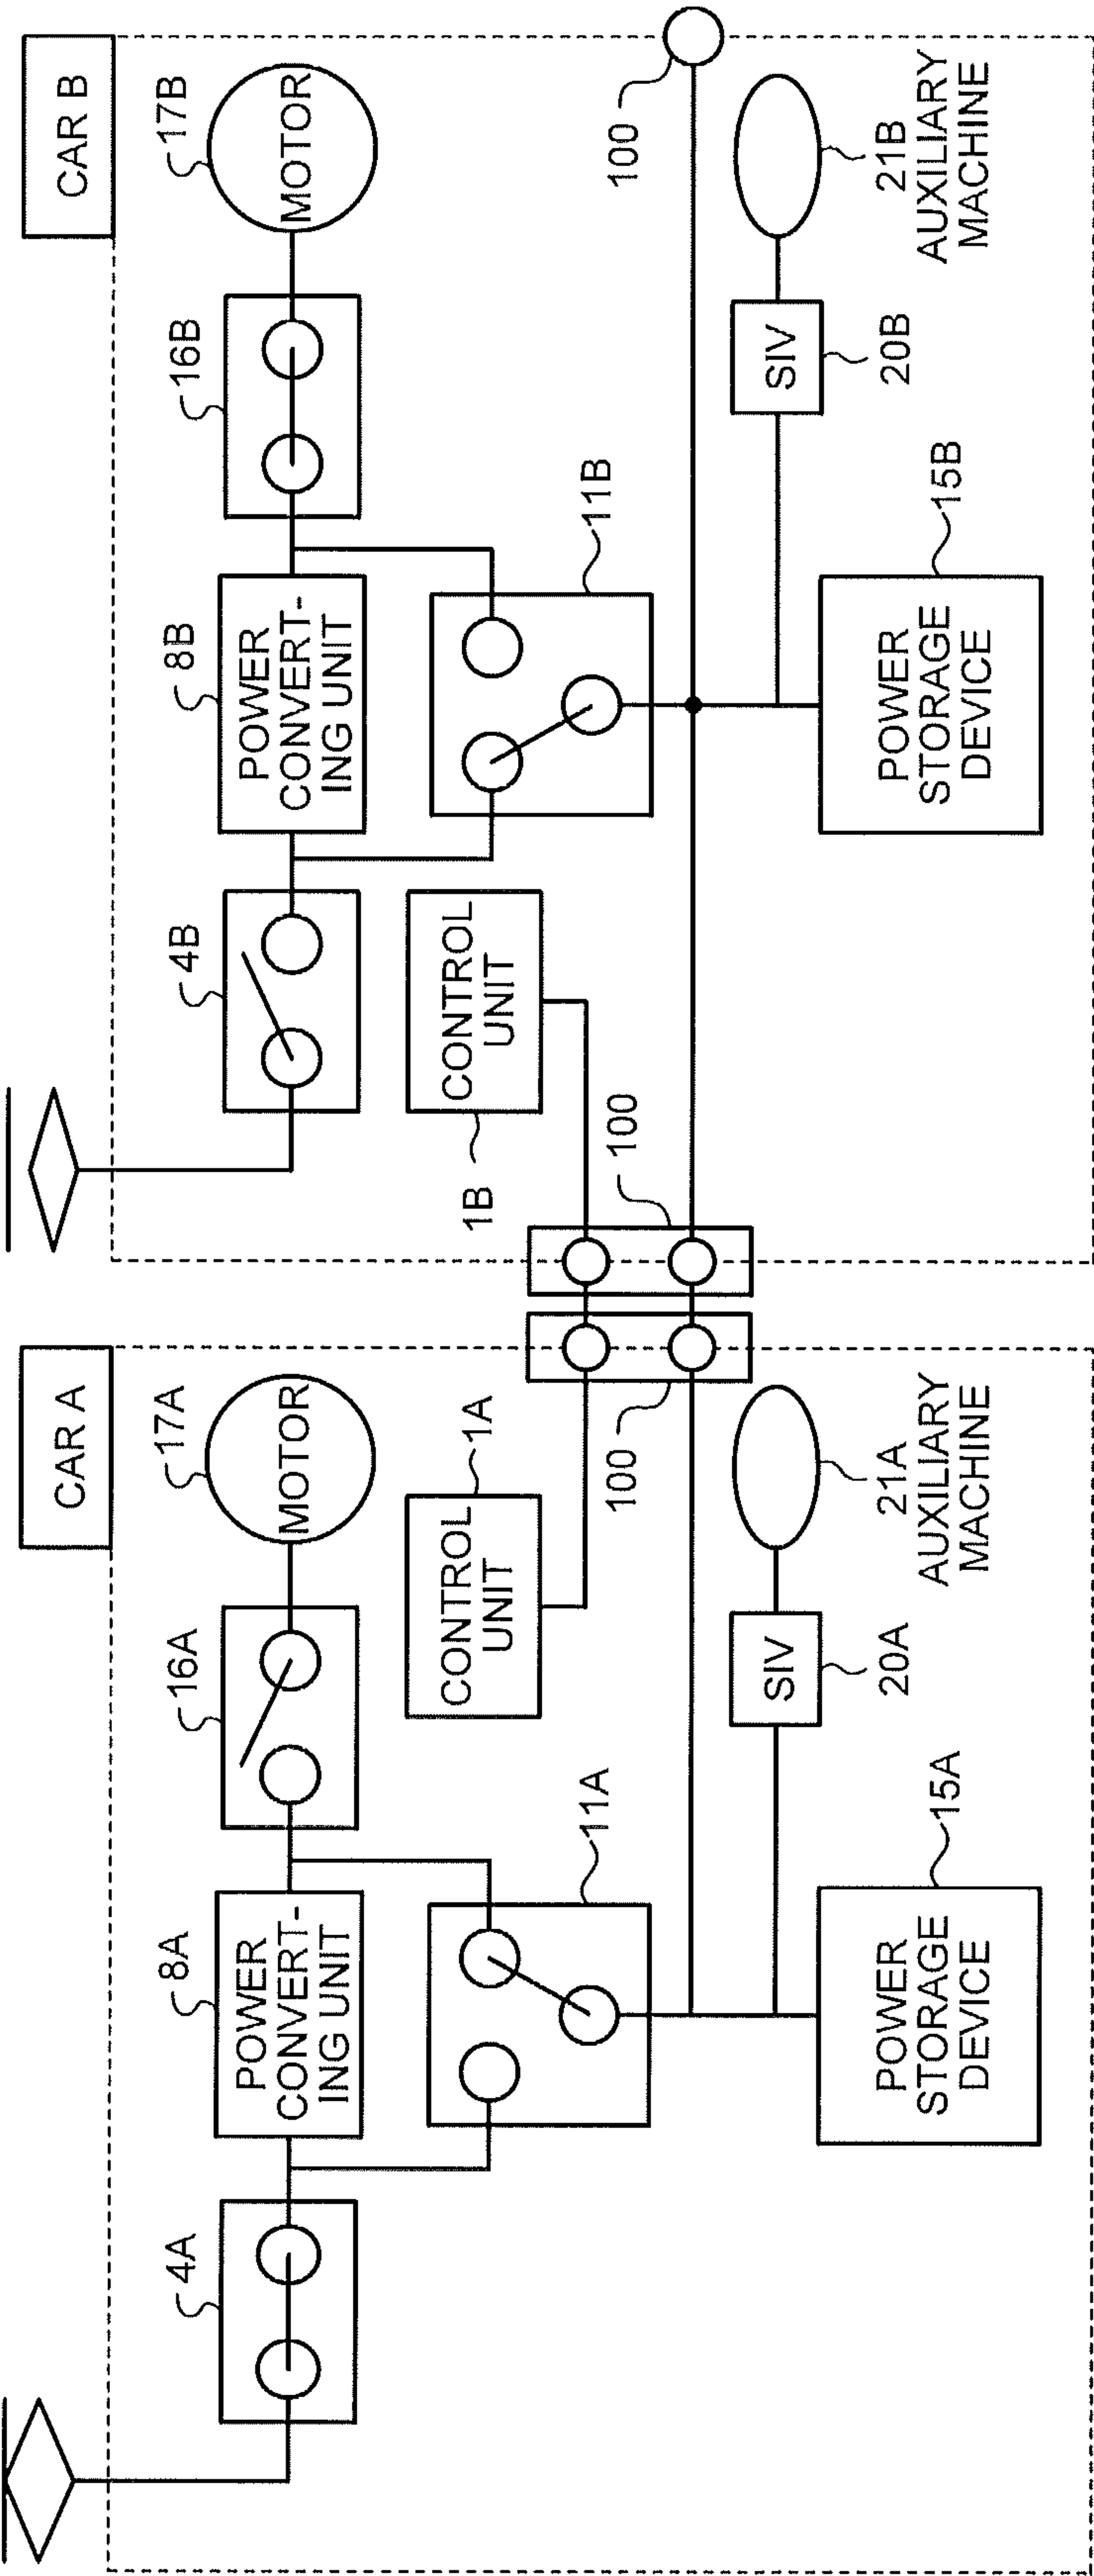 CAR A
CAR B
4A
8A
POWER
CONVERT-
ING UNIT
16A
17A
MOTOR
4B
8B
POWER
CONVERT-
ING UNIT
16B
17B
MOTOR
11A
CONTROL
UNIT
1A
1B
CONTROL
UNIT
11B
100
100
100
15A
POWER
STORAGE
DEVICE
SIV
20A
21A
AUXILIARY
MACHINE
15B
POWER
STORAGE
DEVICE
SIV
20B
21B
AUXILIARY
MACHINE